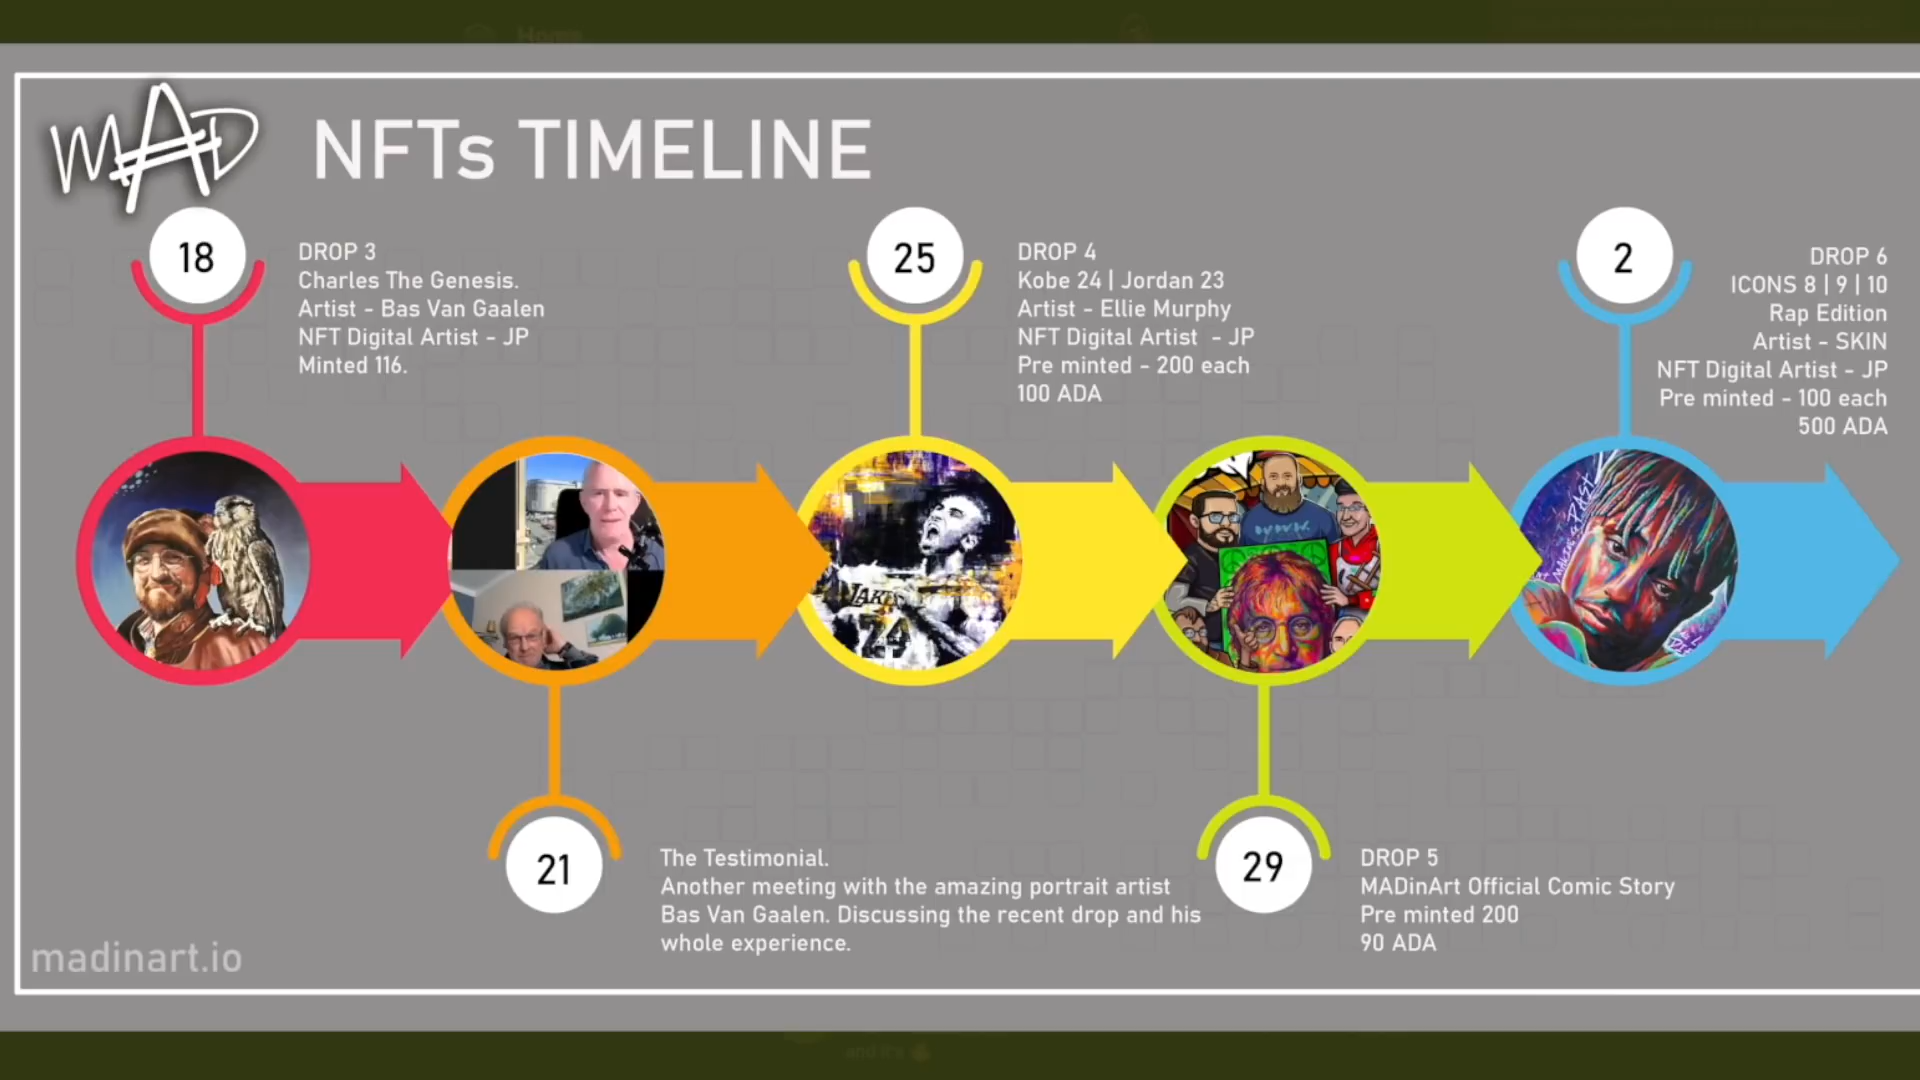 Home
MAD
NFTs TIMELINE
18
DROP 3
Charles The Genesis.
Artist - Bas Van Gaalen
NFT Digital Artist - JP
Minted 116.
25
DROP 4
Kobe 24 | Jordan 23
Artist - Ellie Murphy
NFT Digital Artist - JP
Pre minted - 200 each
100 ADA
2
DROP 6
ICONS 8 | 9 | 10
Rap Edition
Artist - SKIN
NFT Digital Artist - JP
Pre minted - 100 each
500 ADA
21
The Testimonial.
Another meeting with the amazing portrait artist
Bas Van Gaalen. Discussing the recent drop and his
whole experience.
29
DROP 5
MADinArt Official Comic Story
Pre minted 200
90 ADA
madinart.io
and it's